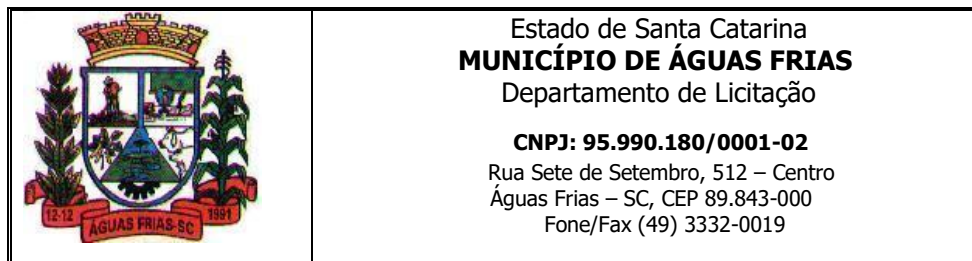 Estado de Santa Catarina
MUNICÍPIO DE ÁGUAS FRIAS
Departamento de Licitação
CNPJ: 95.990.180/0001-02
Rua Sete de Setembro, 512 – Centro
Águas Frias – SC, CEP 89.843-000
Fone/Fax (49) 3332-0019
12-12
ÁGUAS FRIAS-SC
1991